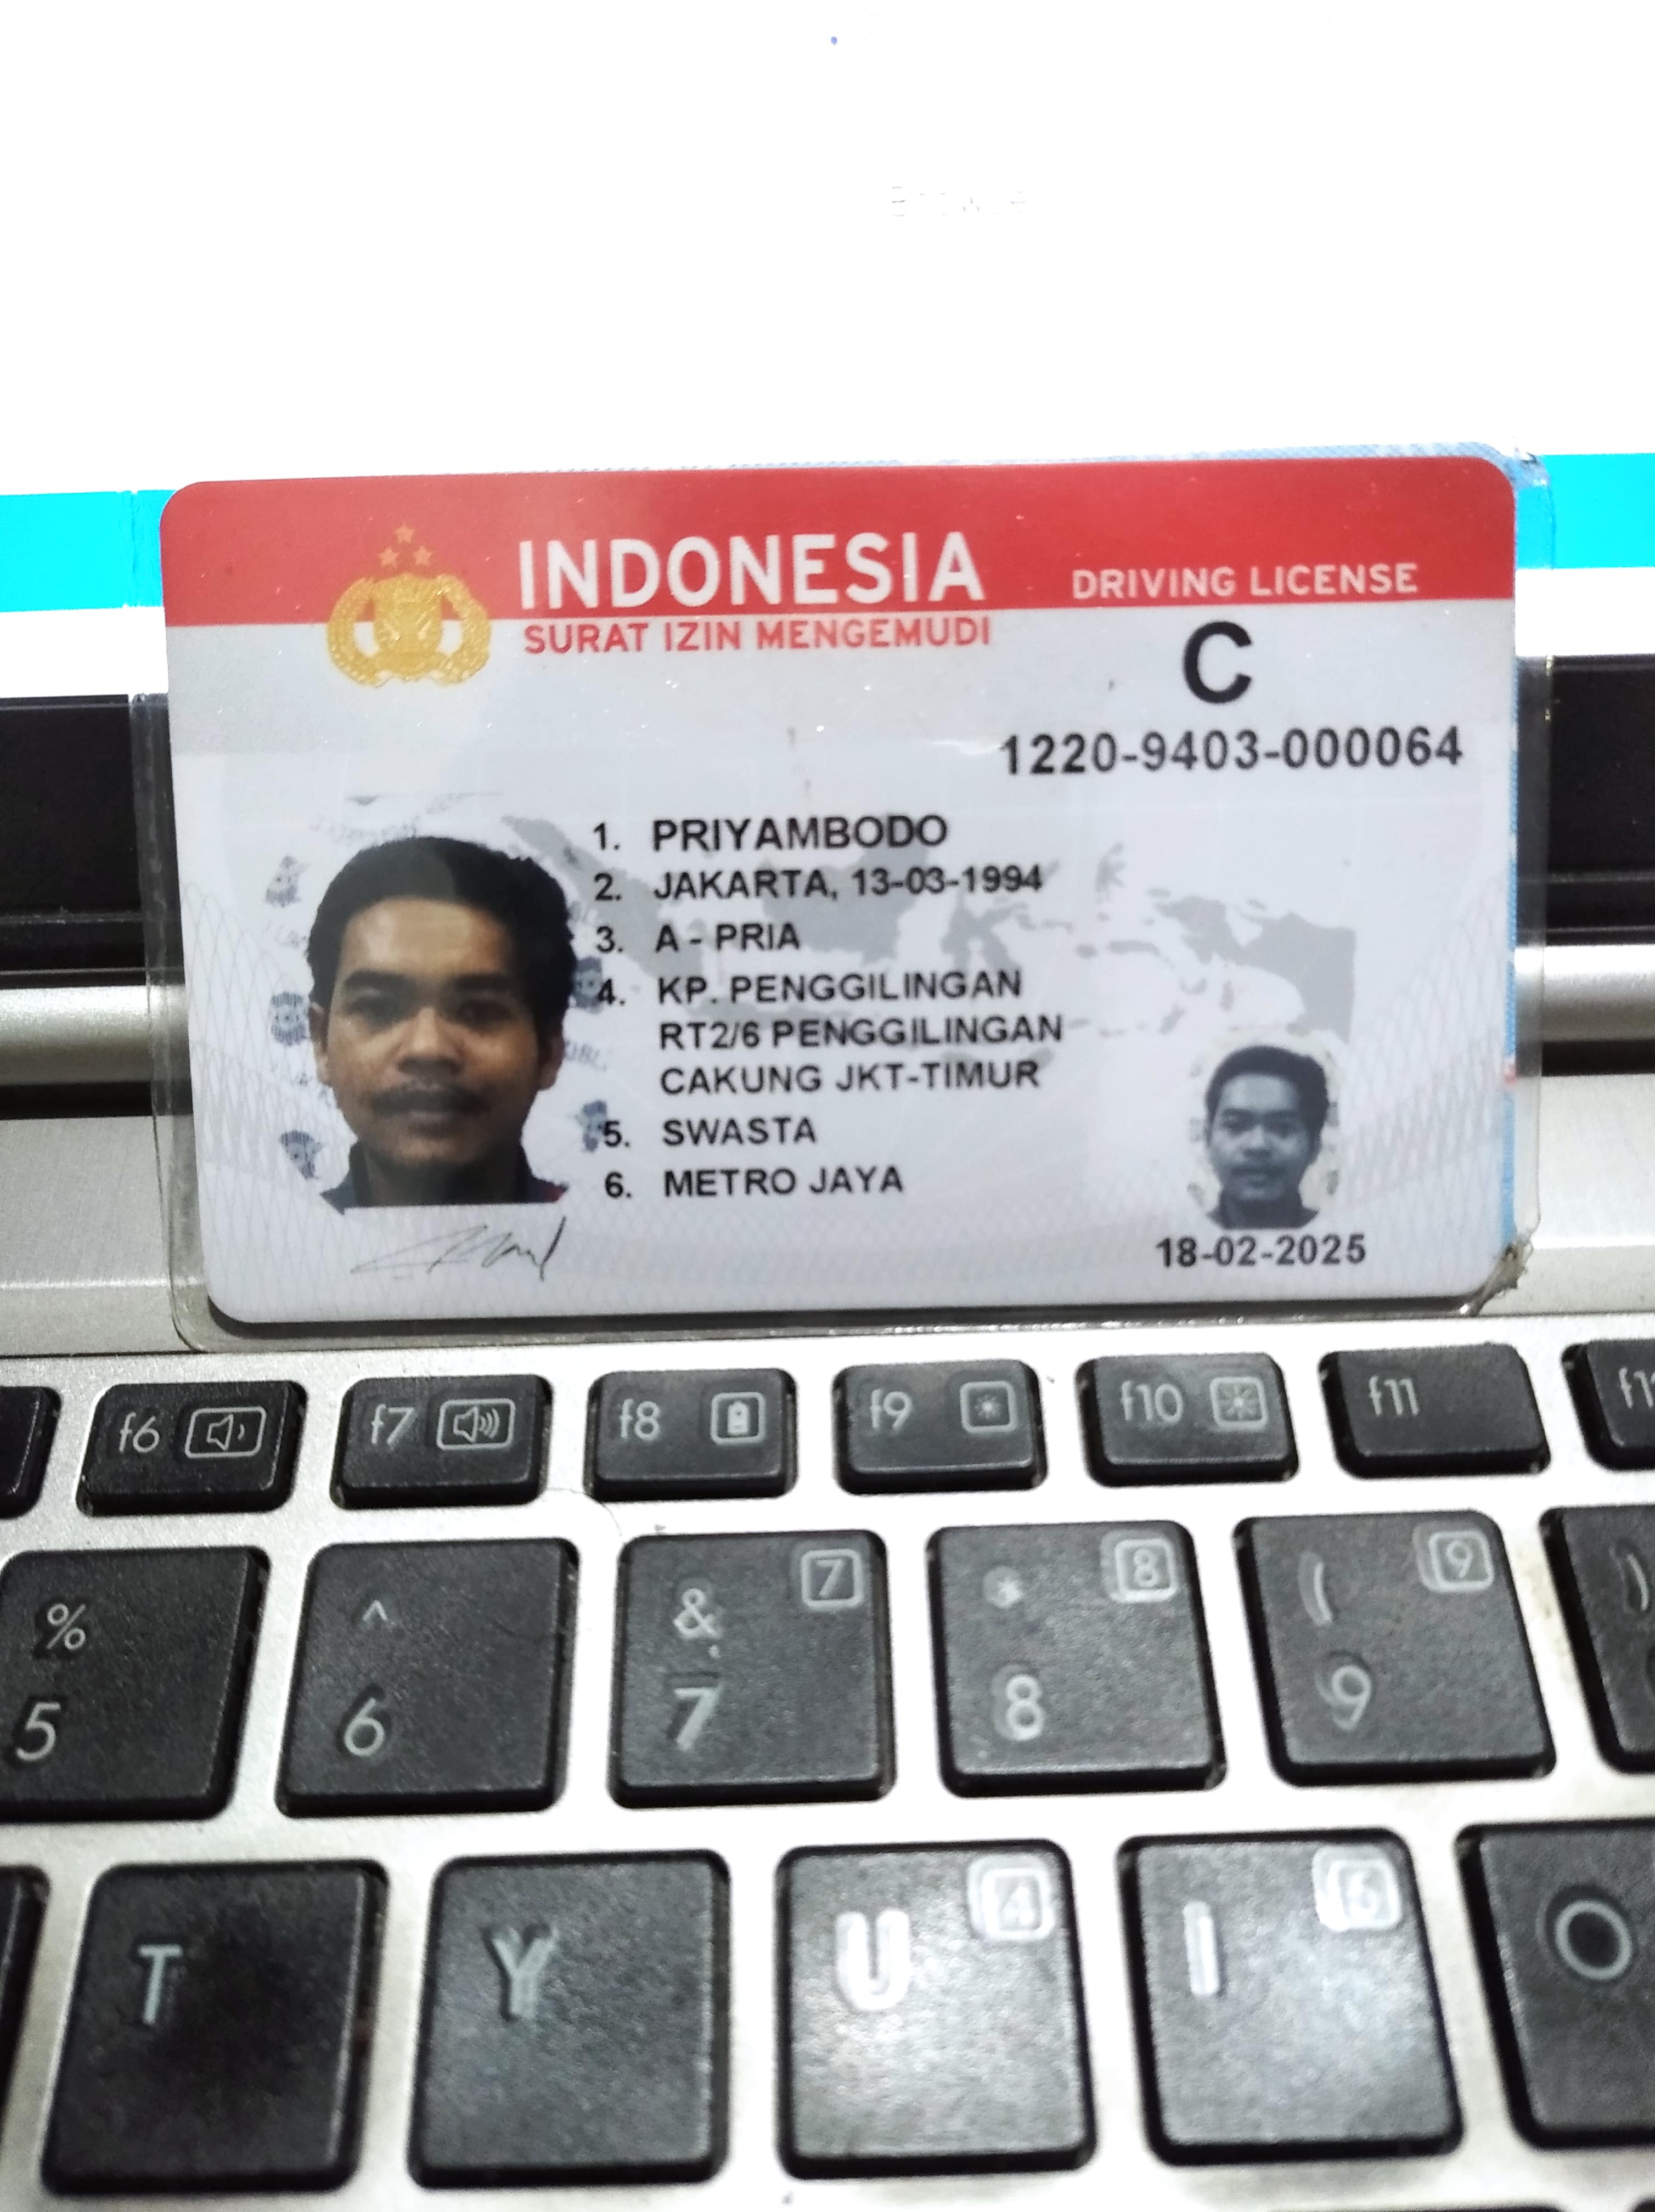 INDONESIA
DRIVING LICENSE
SURAT IZIN MENGEMUDI
C
1220-9403-000064
1. PRIYAMBODO
2. JAKARTA, 13-03-1994
3. A - PRIA
4. KP. PENGGILINGAN
RT2/6 PENGGILINGAN
CAKUNG JKT-TIMUR
5. SWASTA
6. METRO JAYA
18-02-2025
f6 f7 f8 f9 f10 f11
% ^ & 7 * 8 ( 9 )
5 6 7 8 9
T Y U 4 I 5 O